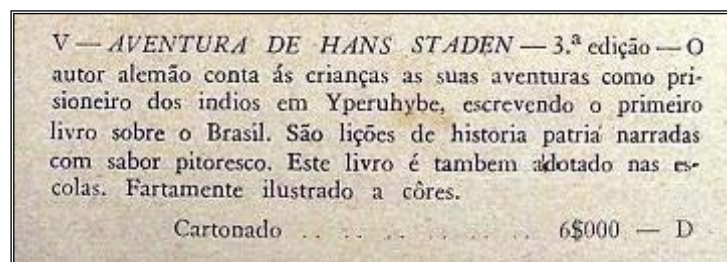 V — AVENTURA DE HANS STADEN — 3.ª edição — O
autor alemão conta ás crianças as suas aventuras como pri-
sioneiro dos indios em Yperuhybe, escrevendo o primeiro
livro sobre o Brasil. São lições de historia patria narradas
com sabor pitoresco. Este livro é tambem adotado nas es-
colas. Fartamente ilustrado a côres.
Cartonado .. .. .. .. .. .. 6$000 — D